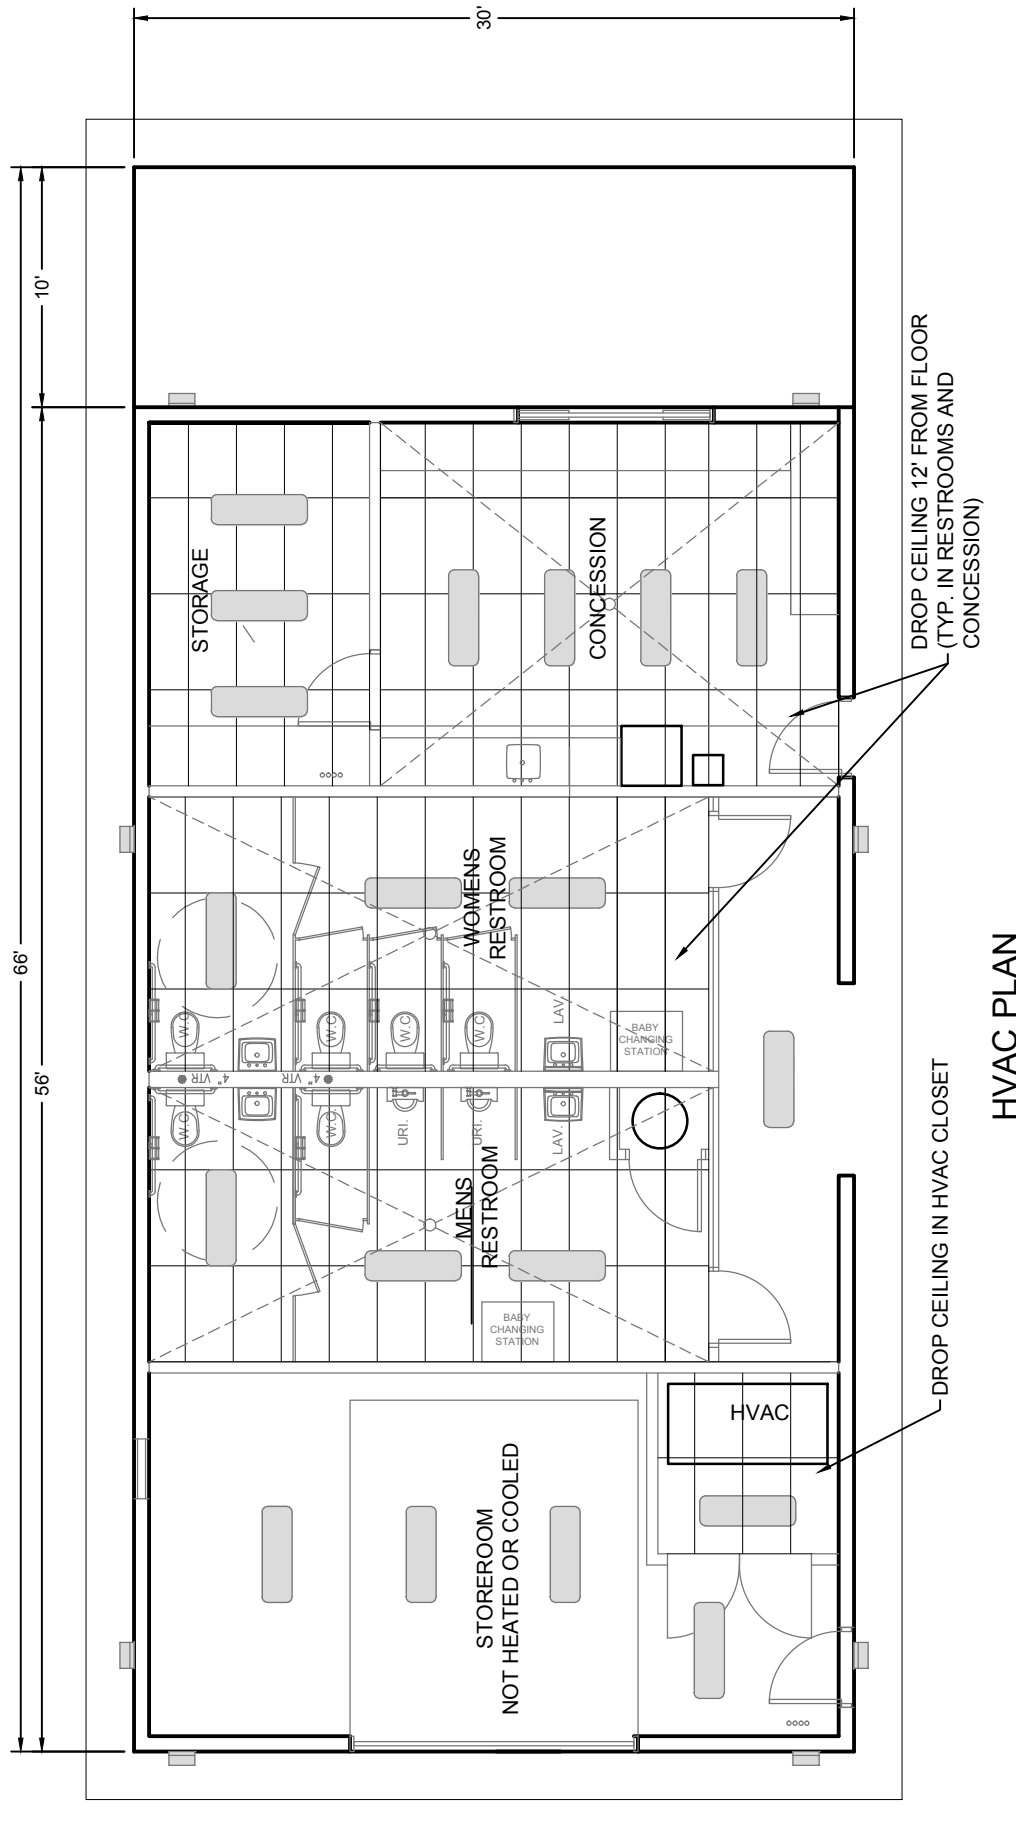 30'
66'
10'
56'
STORAGE
CONCESSION
DROP CEILING 12' FROM FLOOR
(TYP. IN RESTROOMS AND
CONCESSION)
WOMENS
RESTROOM
W.C
W.C
W.C
W.C
LAV.
BABY
CHANGING
STATION
4" VTR
4" VTR
W.C
W.C
URI.
URI.
LAV.
MENS
RESTROOM
BABY
CHANGING
STATION
STOREROOM
NOT HEATED OR COOLED
HVAC
DROP CEILING IN HVAC CLOSET
HVAC PLAN